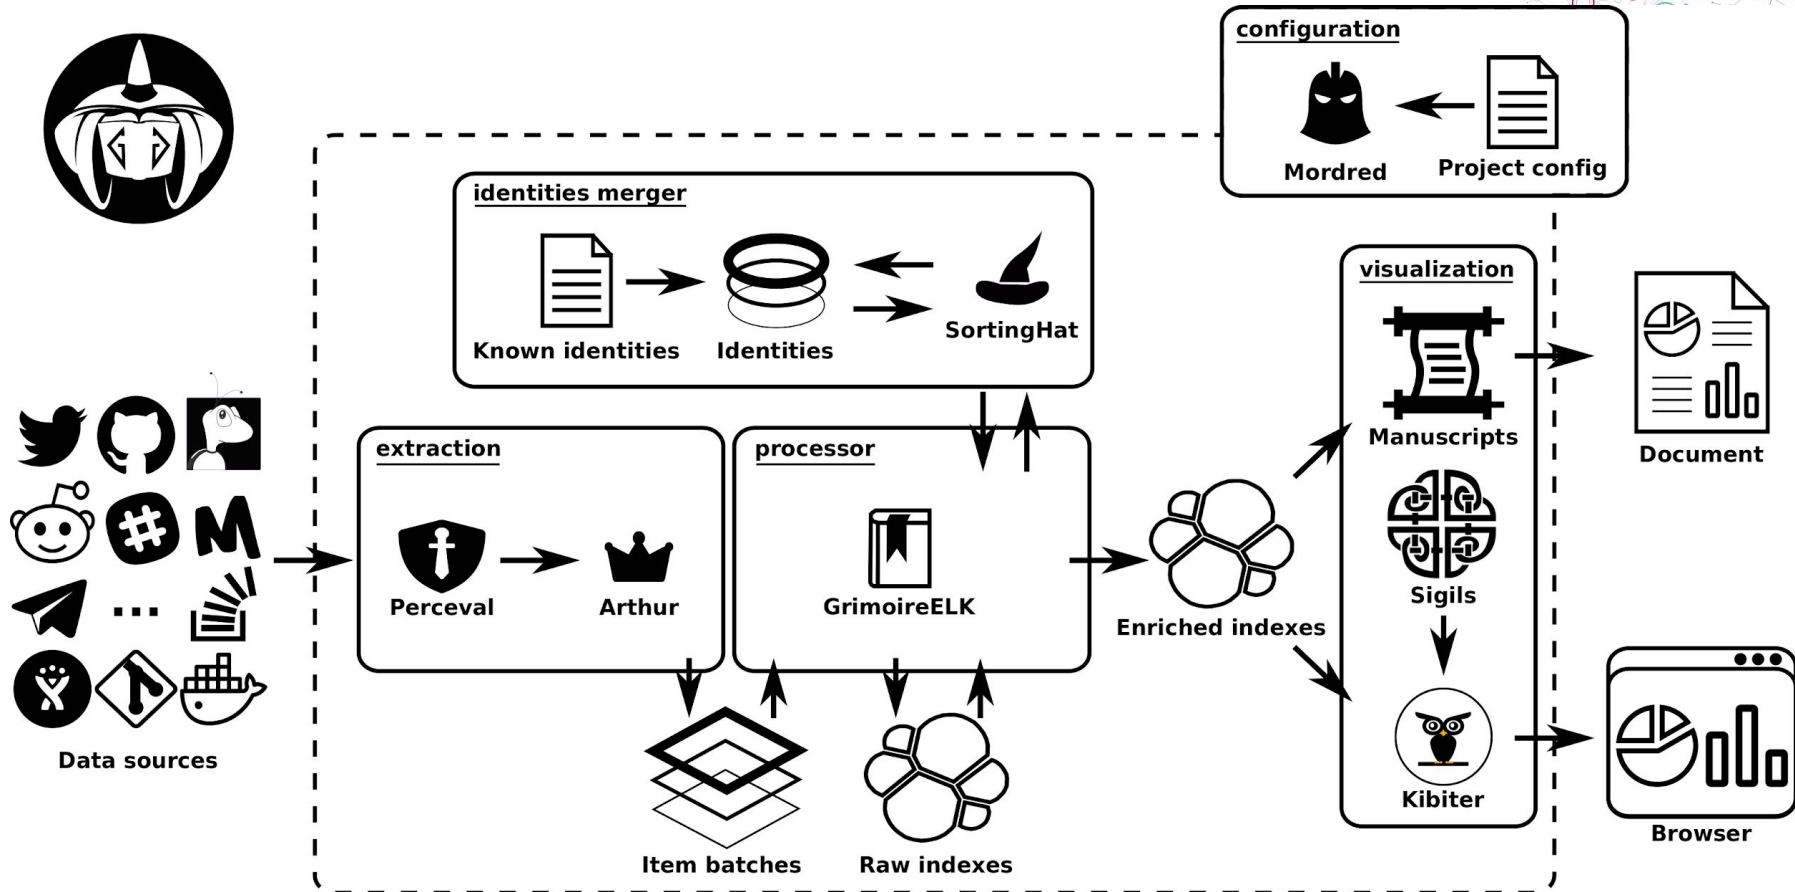 configuration
Mordred
Project config
identities merger
Known identities
Identities
SortingHat
visualization
Manuscripts
Sigils
Kibiter
Document
extraction
Perceval
Arthur
processor
GrimoireELK
Enriched indexes
...
Data sources
Item batches
Raw indexes
Browser